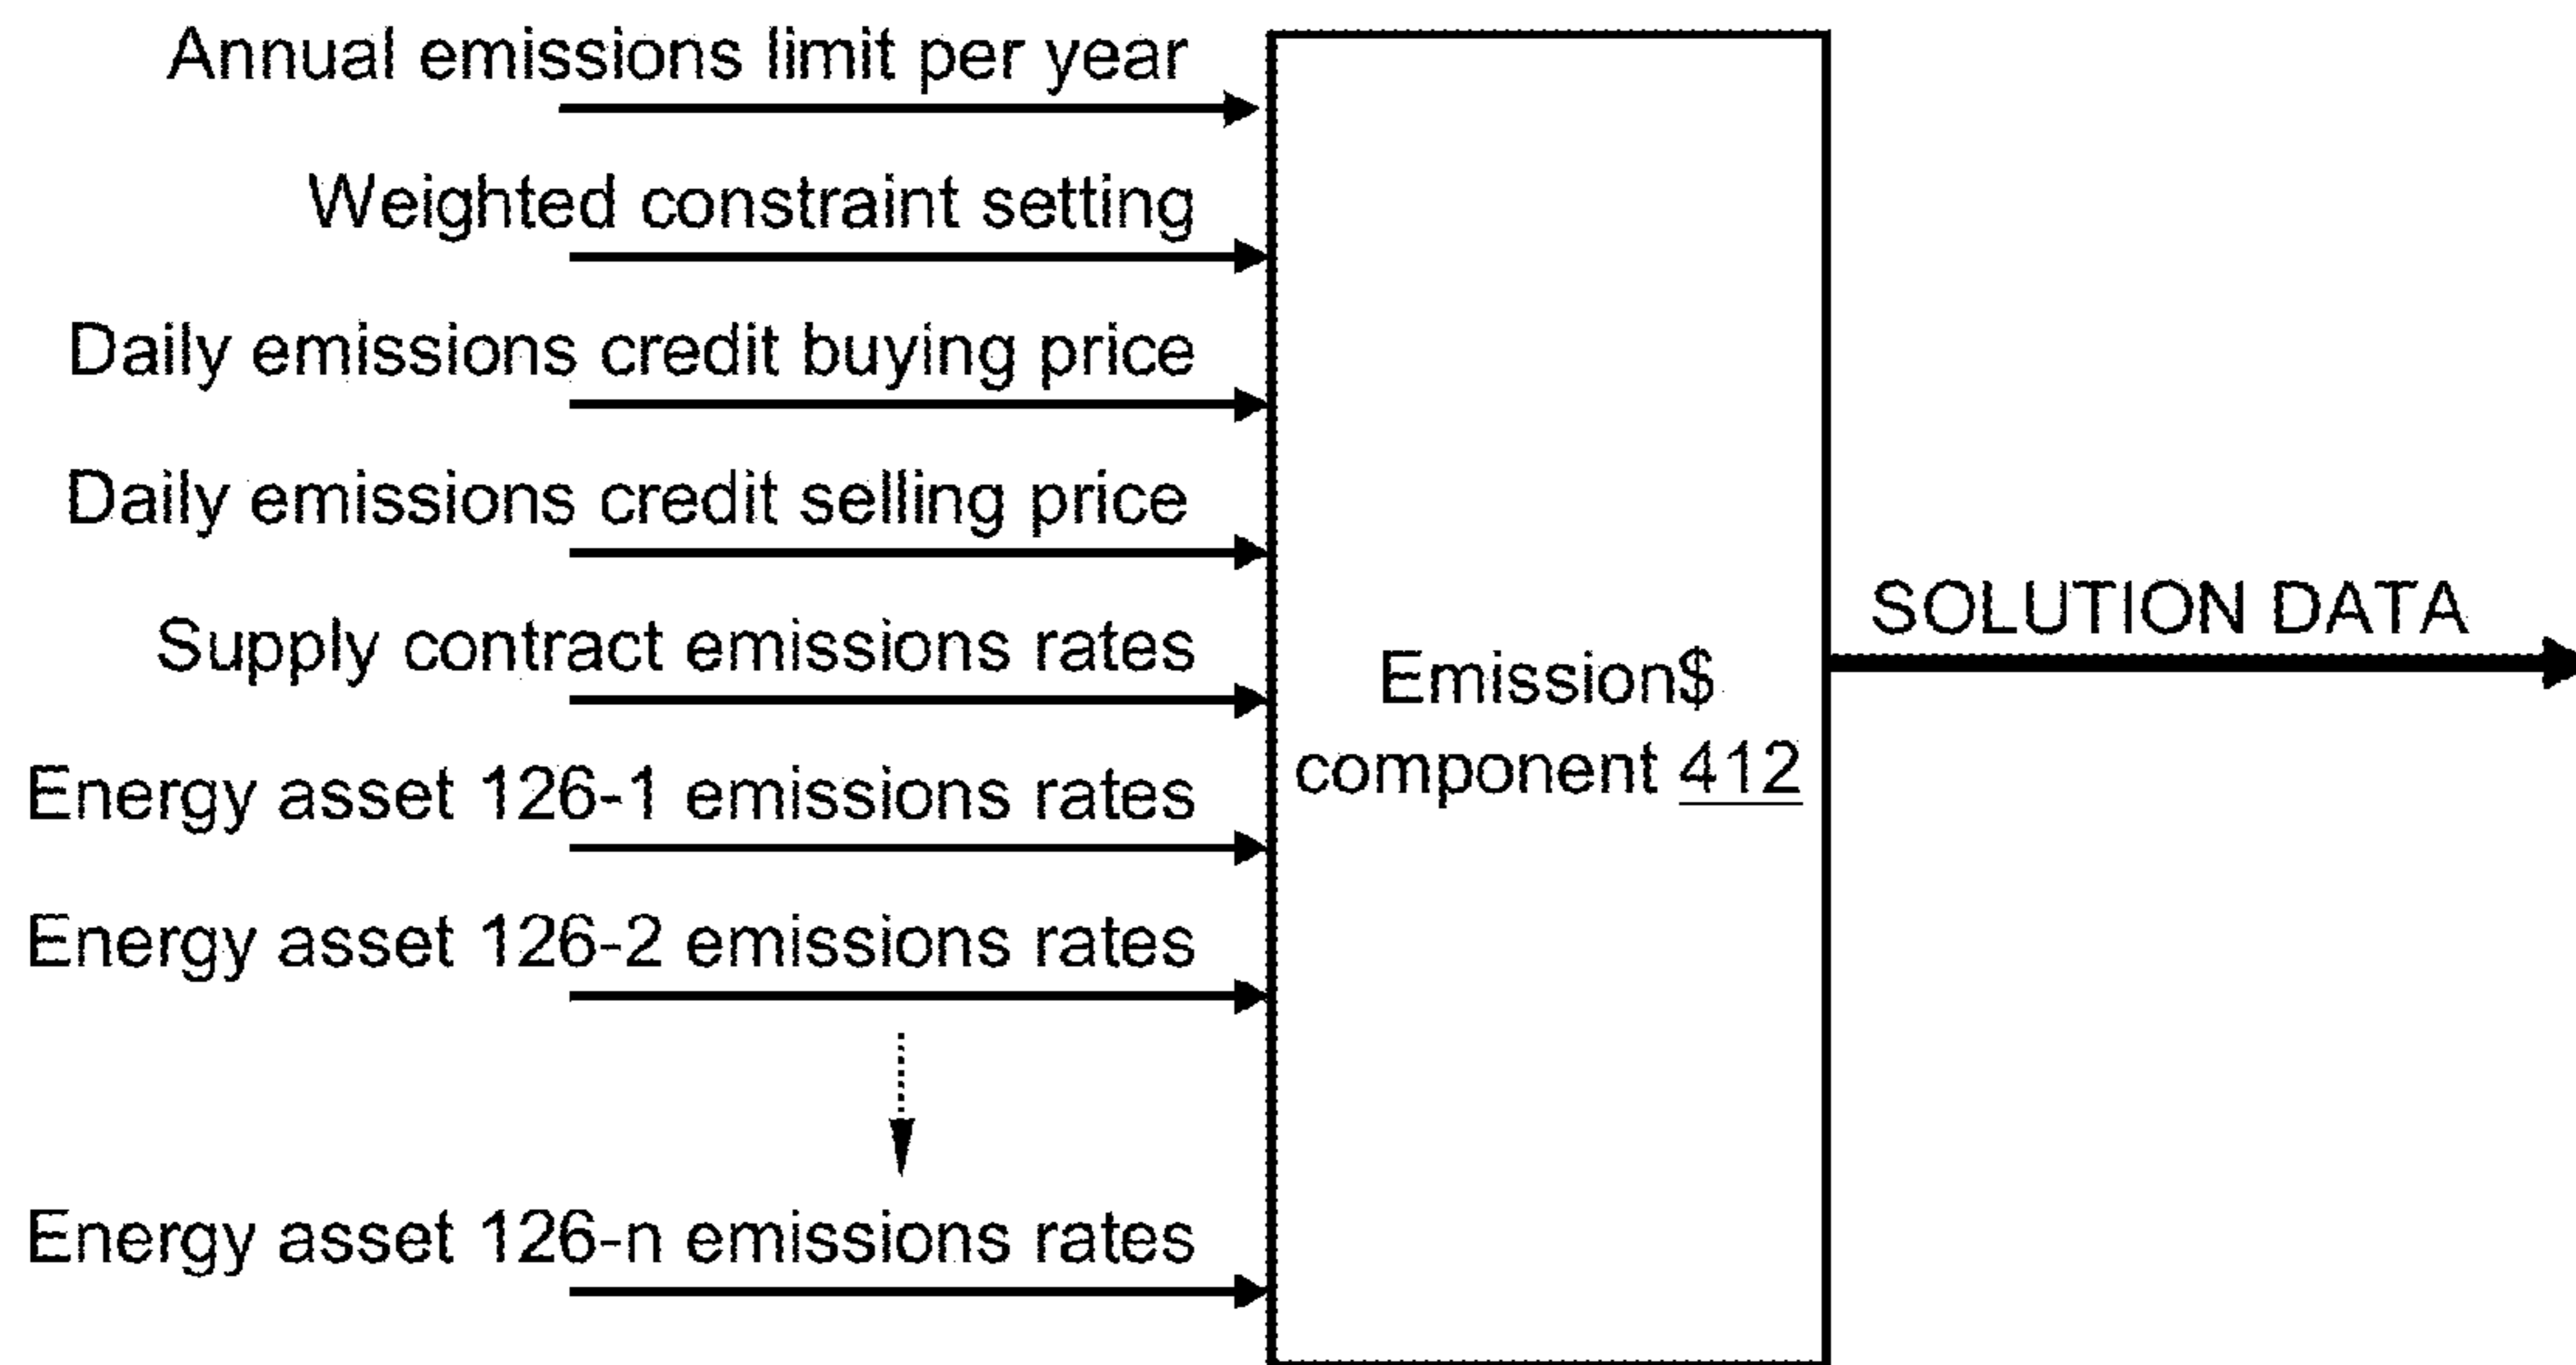 Annual emissions limit per year
Weighted constraint setting
Daily emissions credit buying price
Daily emissions credit selling price
Supply contract emissions rates
Energy asset 126-1 emissions rates
Energy asset 126-2 emissions rates
Energy asset 126-n emissions rates
Emission$
component 412
SOLUTION DATA